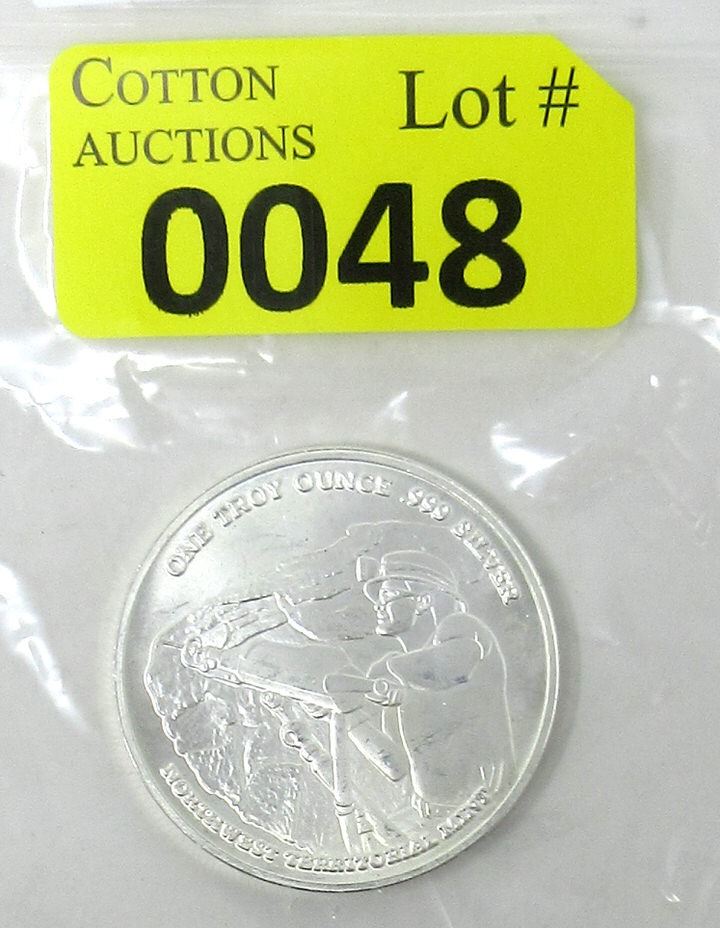 COTTON
AUCTIONS
Lot #
0048
ONE TROY OUNCE .999 SILVER
NORTHWEST TERRITORIAL MINT